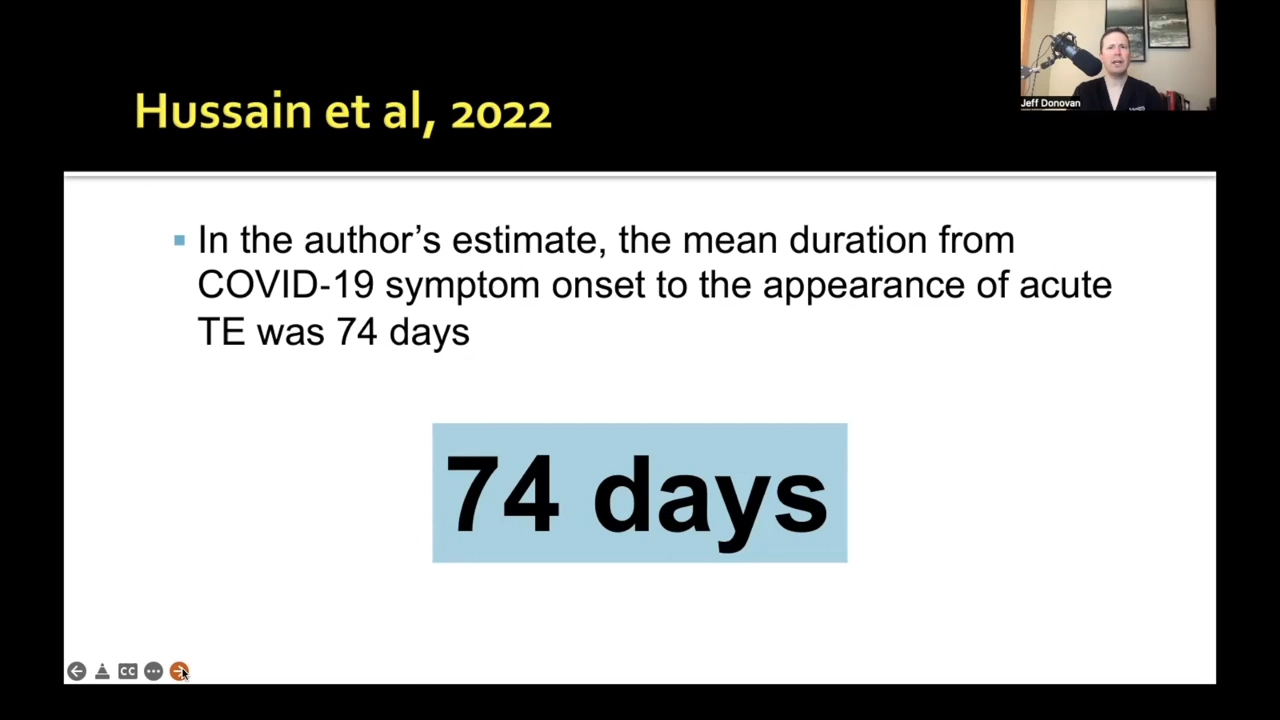 Hussain et al, 2022
Jeff Donovan
In the author’s estimate, the mean duration from
COVID-19 symptom onset to the appearance of acute
TE was 74 days
74 days
CC